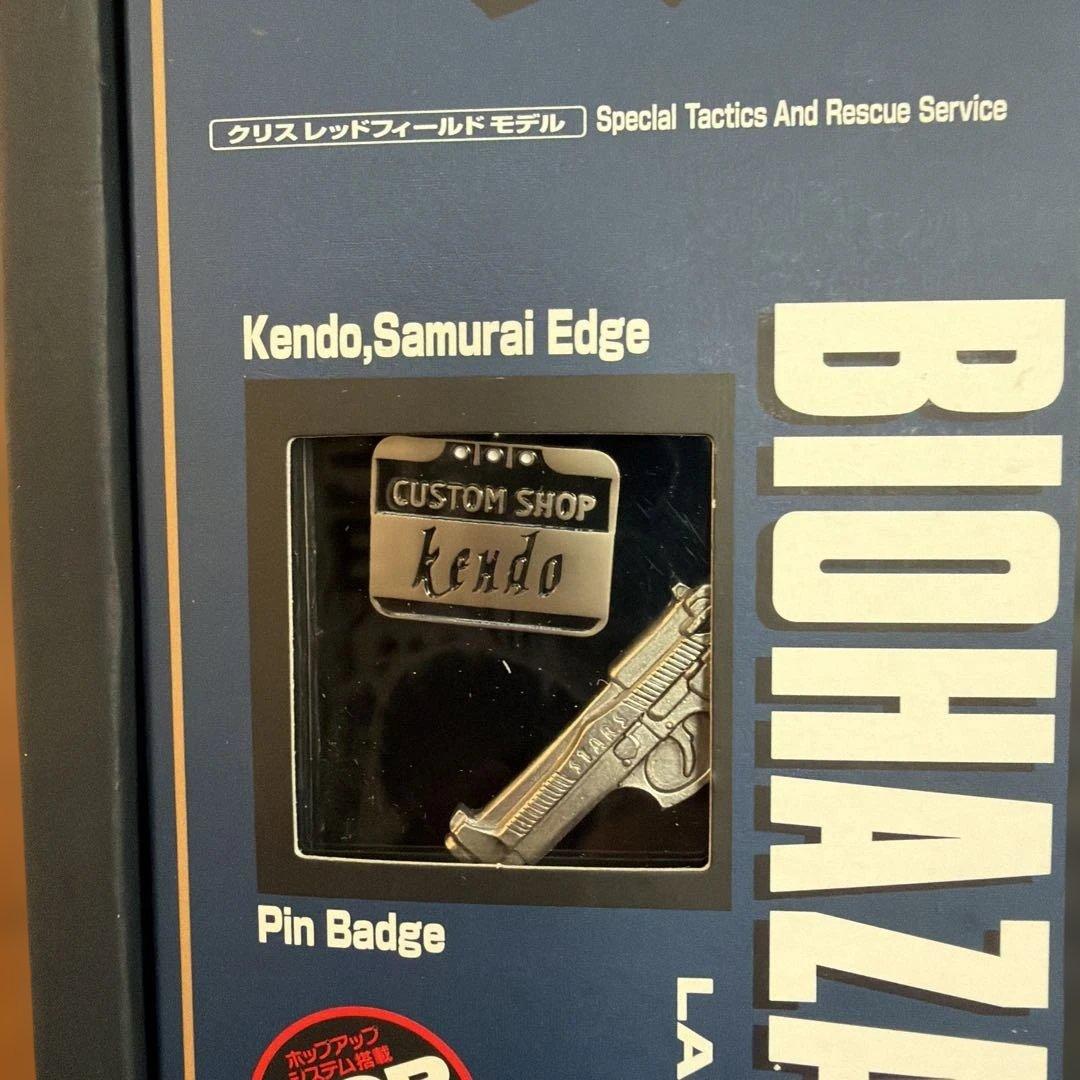 クリス レッドフィールド モデル Special Tactics And Rescue Service
Kendo,Samurai Edge
CUSTOM SHOP
kendo
STARS
Pin Badge
BIOHAZ
LA
ホップアップ
システム搭載